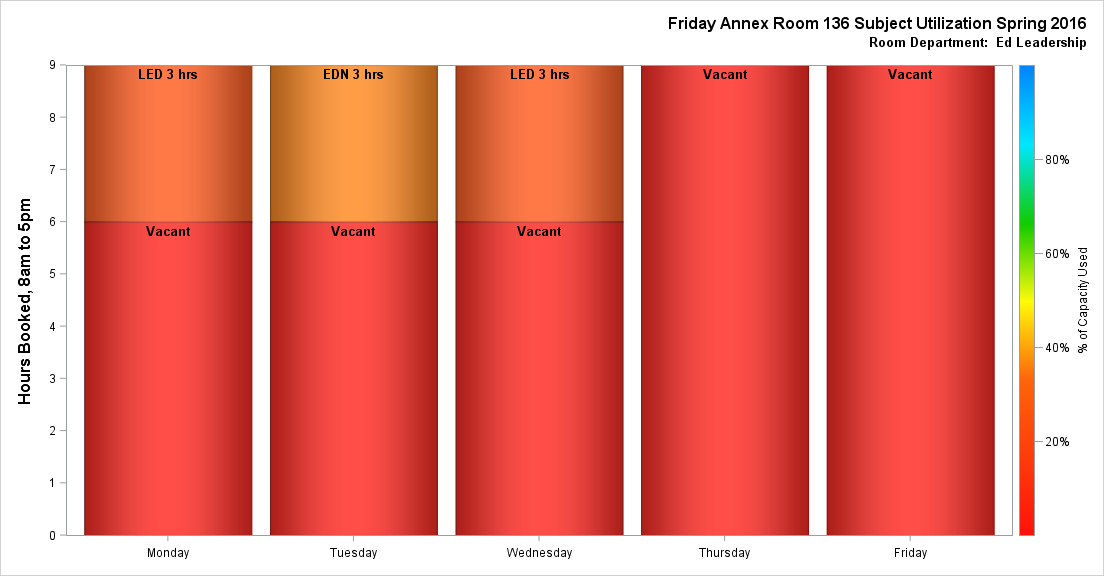 Friday Annex Room 136 Subject Utilization Spring 2016
Room Department:  Ed Leadership
Hours Booked, 8am to 5pm
9
8
7
6
5
4
3
2
1
0
LED 3 hrs
EDN 3 hrs
LED 3 hrs
Vacant
Vacant
Vacant
Vacant
Vacant
Monday
Tuesday
Wednesday
Thursday
Friday
80%
60%
40%
20%
% of Capacity Used